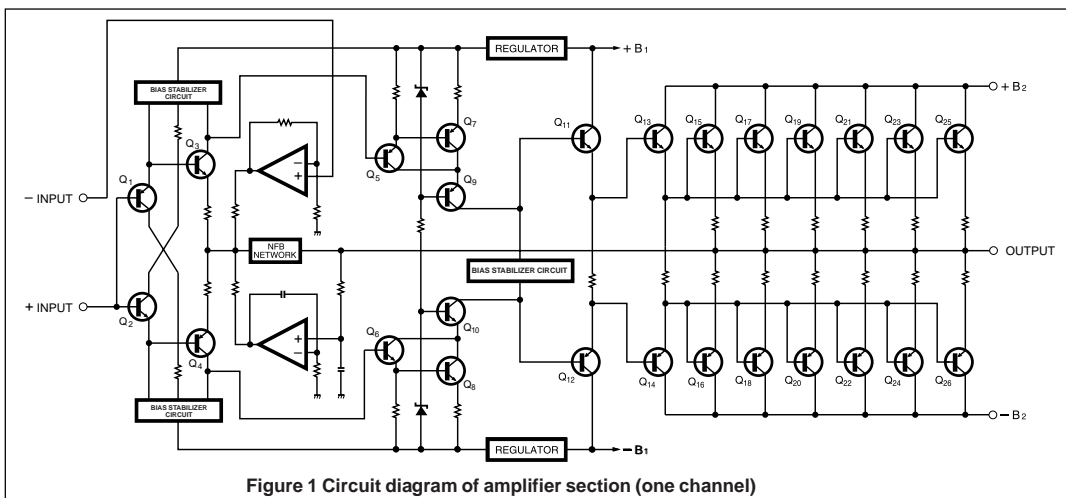 REGULATOR
+ B1
BIAS STABILIZER
CIRCUIT
+ B2
Q3
Q7
Q11
Q13
Q15
Q17
Q19
Q21
Q23
Q25
−
+
Q5
Q1
Q9
− INPUT
NFB
NETWORK
OUTPUT
BIAS STABILIZER CIRCUIT
+ INPUT
Q2
Q10
Q6
+
−
Q4
Q8
Q12
Q14
Q16
Q18
Q20
Q22
Q24
Q26
BIAS STABILIZER
CIRCUIT
− B2
REGULATOR
− B1
Figure 1 Circuit diagram of amplifier section (one channel)